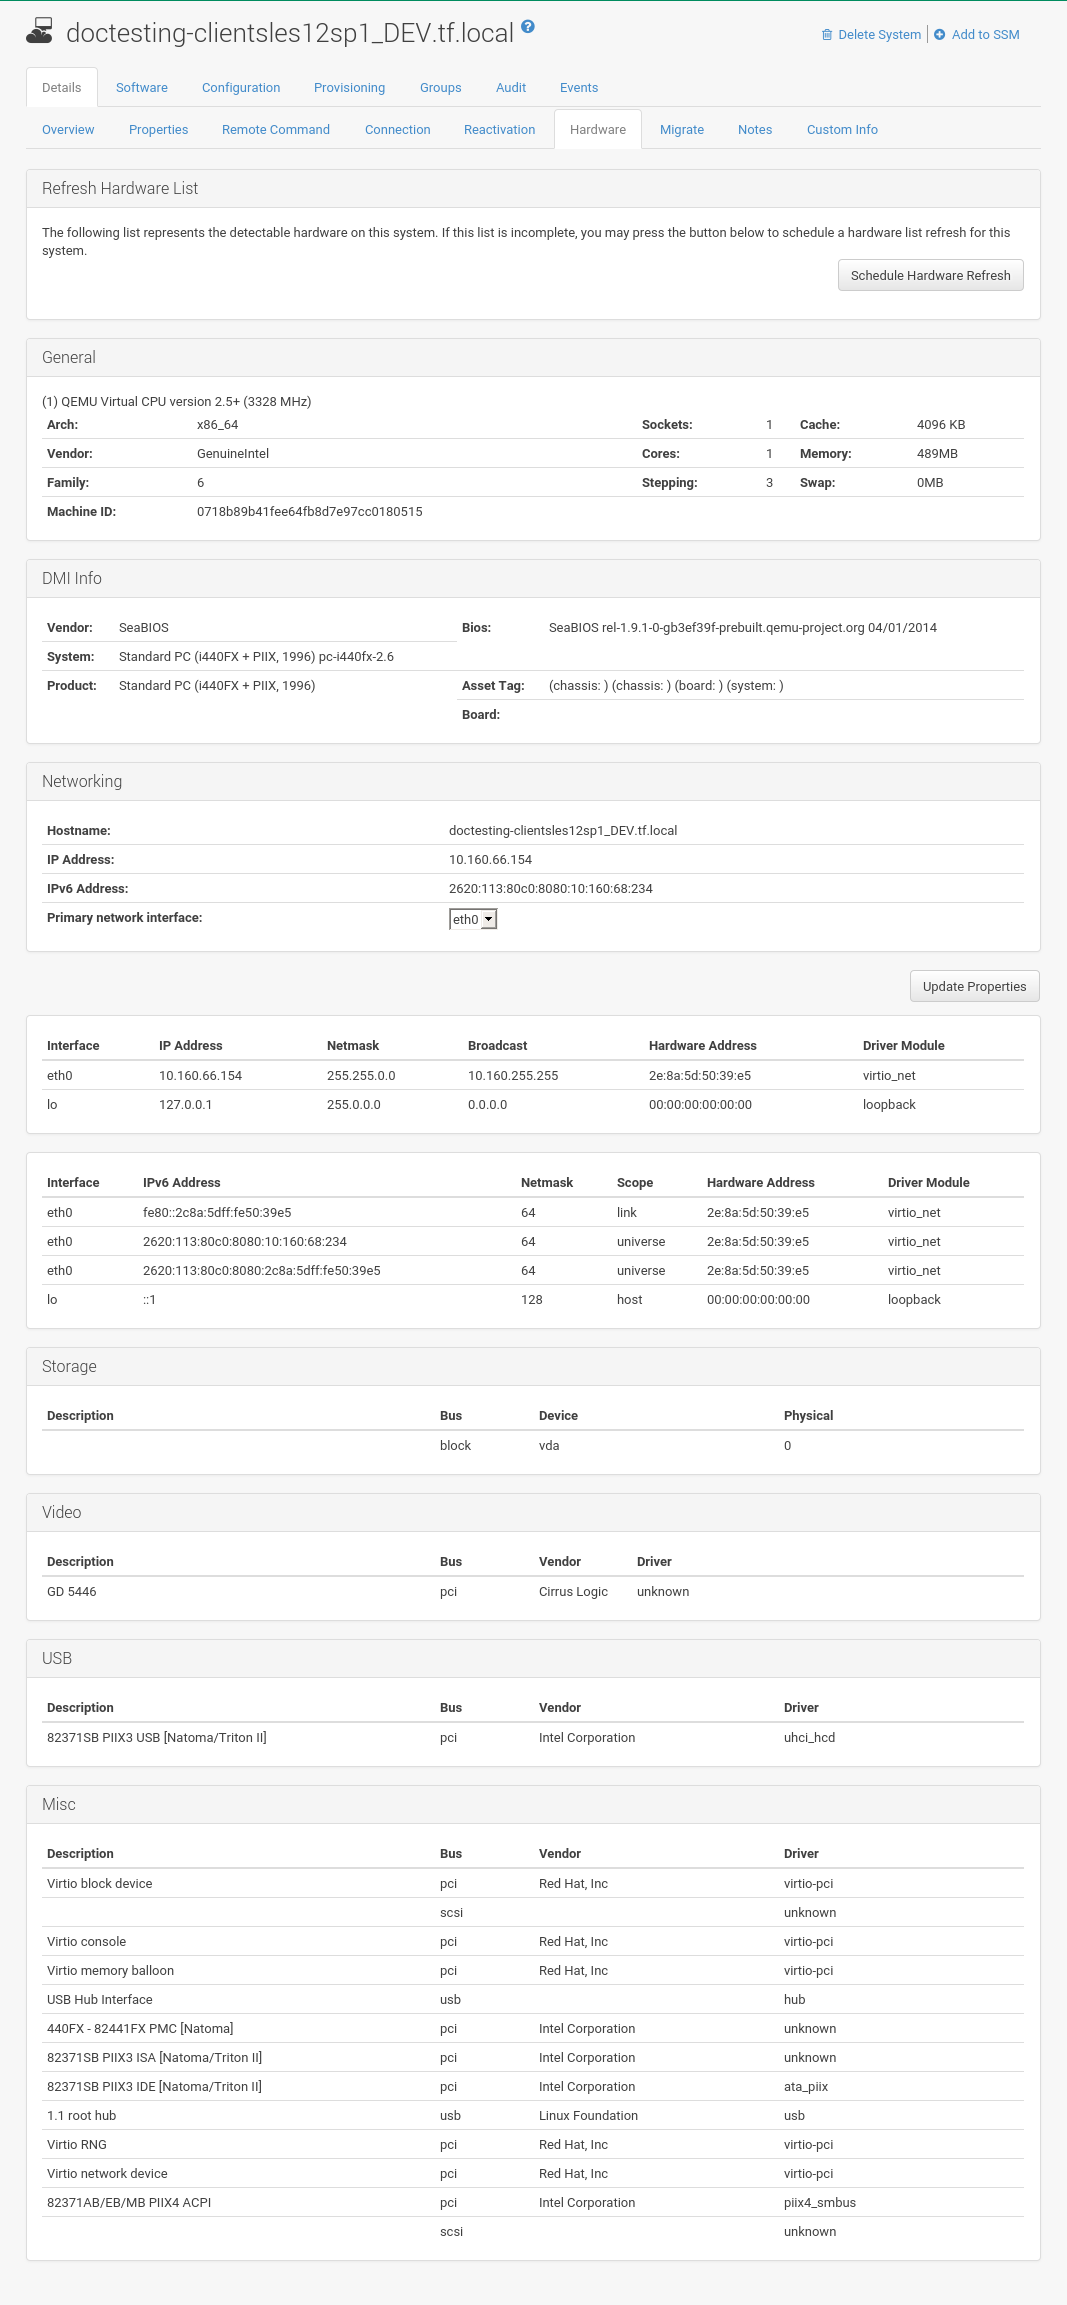 doctesting-clientsles12sp1_DEV.tf.local ?
Delete System Add to SSM
Details Software Configuration Provisioning Groups Audit Events
Overview Properties Remote Command Connection Reactivation Hardware Migrate Notes Custom Info
Refresh Hardware List
The following list represents the detectable hardware on this system. If this list is incomplete, you may press the button below to schedule a hardware list refresh for this
system.
Schedule Hardware Refresh
General
(1) QEMU Virtual CPU version 2.5+ (3328 MHz)
Arch: x86_64 Sockets: 1 Cache: 4096 KB
Vendor: GenuineIntel Cores: 1 Memory: 489MB
Family: 6 Stepping: 3 Swap: 0MB
Machine ID: 0718b89b41fee64fb8d7e97cc0180515
DMI Info
Vendor: SeaBIOS Bios: SeaBIOS rel-1.9.1-0-gb3ef39f-prebuilt.qemu-project.org 04/01/2014
System: Standard PC (i440FX + PIIX, 1996) pc-i440fx-2.6
Product: Standard PC (i440FX + PIIX, 1996) Asset Tag: (chassis: ) (chassis: ) (board: ) (system: )
Board:
Networking
Hostname: doctesting-clientsles12sp1_DEV.tf.local
IP Address: 10.160.66.154
IPv6 Address: 2620:113:80c0:8080:10:160:68:234
Primary network interface: eth0
Update Properties
Interface IP Address Netmask Broadcast Hardware Address Driver Module
eth0 10.160.66.154 255.255.0.0 10.160.255.255 2e:8a:5d:50:39:e5 virtio_net
lo 127.0.0.1 255.0.0.0 0.0.0.0 00:00:00:00:00:00 loopback
Interface IPv6 Address Netmask Scope Hardware Address Driver Module
eth0 fe80::2c8a:5dff:fe50:39e5 64 link 2e:8a:5d:50:39:e5 virtio_net
eth0 2620:113:80c0:8080:10:160:68:234 64 universe 2e:8a:5d:50:39:e5 virtio_net
eth0 2620:113:80c0:8080:2c8a:5dff:fe50:39e5 64 universe 2e:8a:5d:50:39:e5 virtio_net
lo ::1 128 host 00:00:00:00:00:00 loopback
Storage
Description Bus Device Physical
block vda 0
Video
Description Bus Vendor Driver
GD 5446 pci Cirrus Logic unknown
USB
Description Bus Vendor Driver
82371SB PIIX3 USB [Natoma/Triton II] pci Intel Corporation uhci_hcd
Misc
Description Bus Vendor Driver
Virtio block device pci Red Hat, Inc virtio-pci
scsi unknown
Virtio console pci Red Hat, Inc virtio-pci
Virtio memory balloon pci Red Hat, Inc virtio-pci
USB Hub Interface usb hub
440FX - 82441FX PMC [Natoma] pci Intel Corporation unknown
82371SB PIIX3 ISA [Natoma/Triton II] pci Intel Corporation unknown
82371SB PIIX3 IDE [Natoma/Triton II] pci Intel Corporation ata_piix
1.1 root hub usb Linux Foundation usb
Virtio RNG pci Red Hat, Inc virtio-pci
Virtio network device pci Red Hat, Inc virtio-pci
82371AB/EB/MB PIIX4 ACPI pci Intel Corporation piix4_smbus
scsi unknown